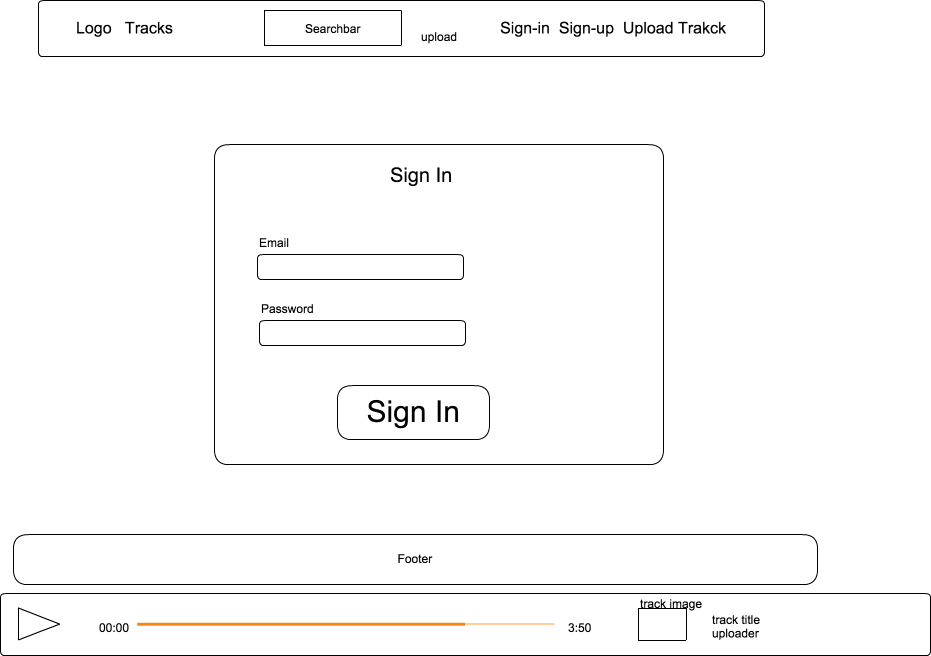 Logo Tracks Searchbar upload Sign-in Sign-up Upload Trakck
Sign In
Email
Password
Sign In
Footer
00:00 3:50
track image
track title
uploader